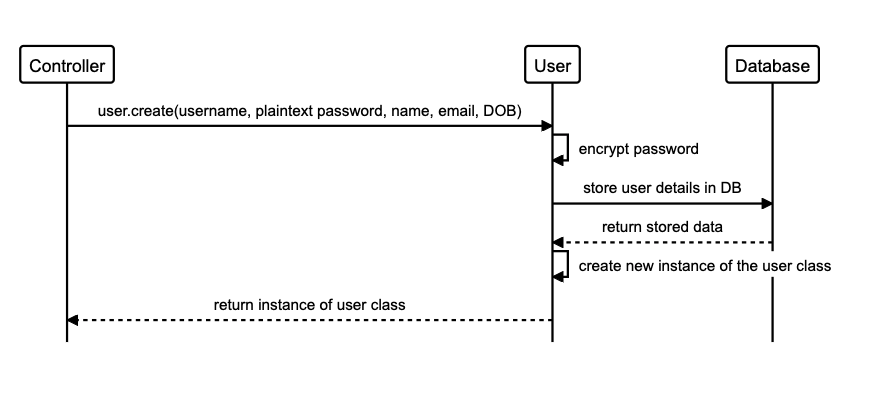 Controller
User
Database
user.create(username, plaintext password, name, email, DOB)
encrypt password
store user details in DB
return stored data
create new instance of the user class
return instance of user class